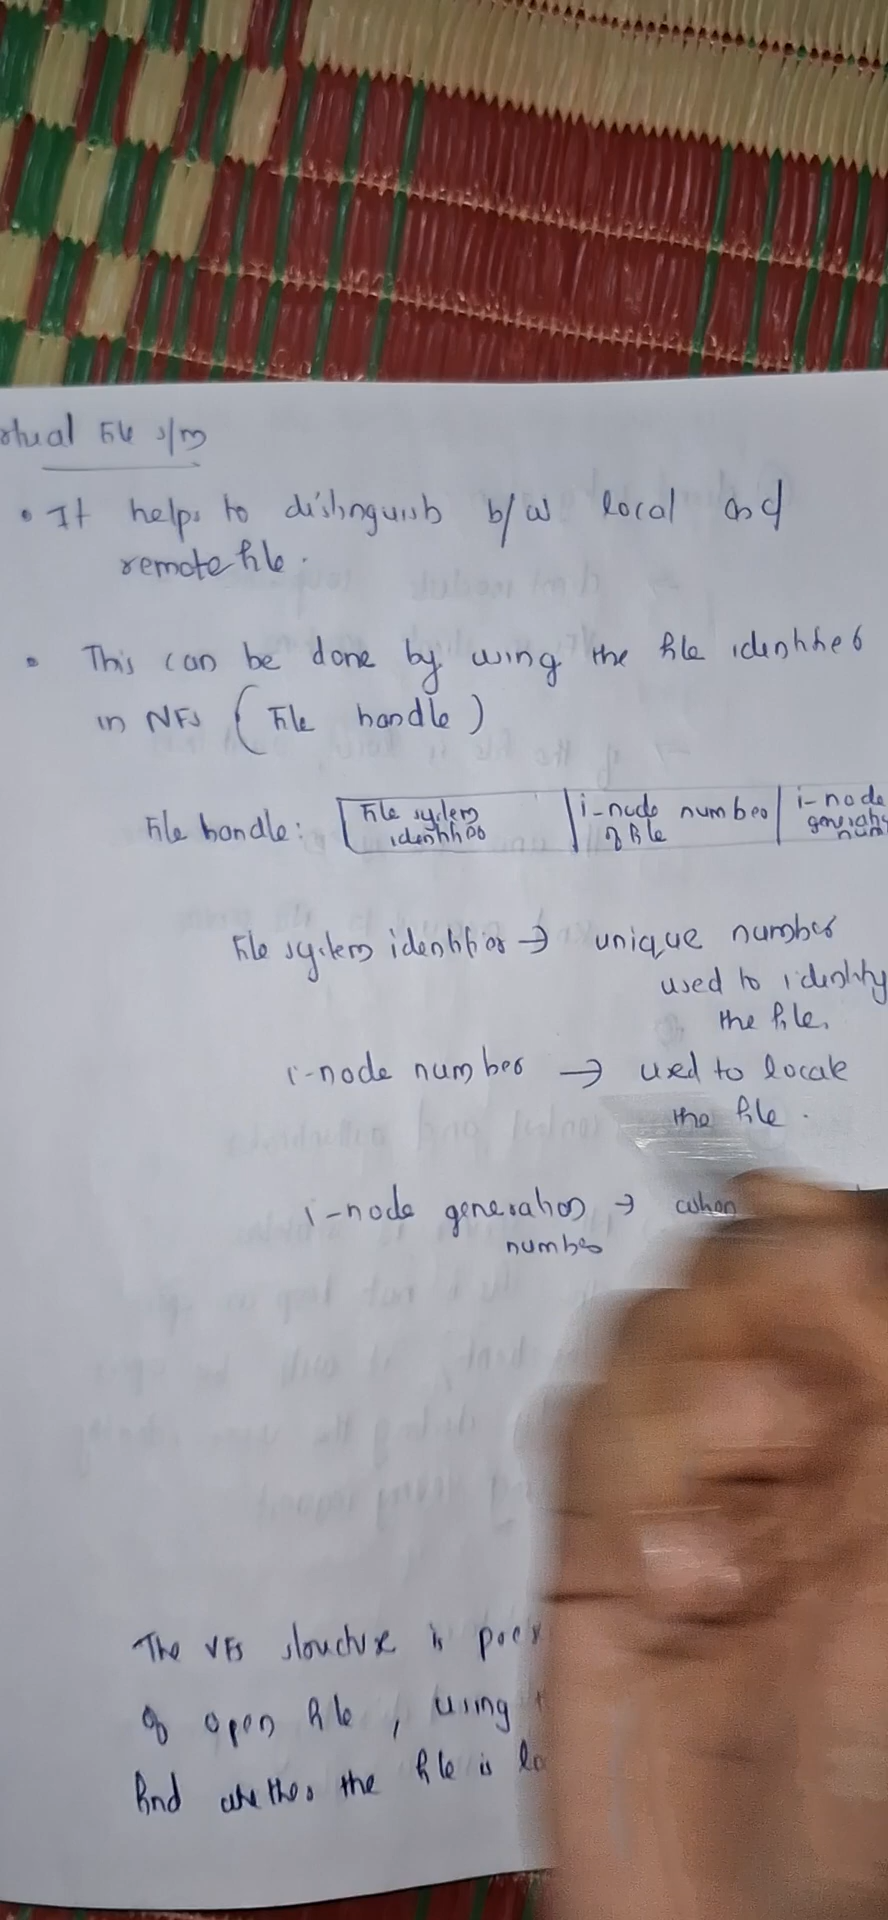 File s/m
• It helps to distinguish b/w local and
remote file.
• This can be done by using the file identifier
in NFS (File handle)
File handle: File system identifier | i-node number of file | i-node
File system identifier → unique number
used to identify
the file.
i-node number → used to locate
the file.
i-node generation → when
number
The VFS structure is
of open file, using
find whether the file is